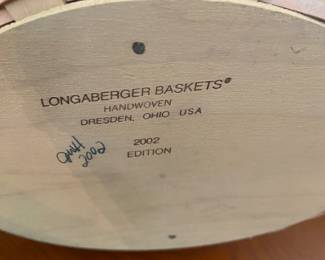 LONGABERGER BASKETS®
HANDWOVEN
DRESDEN, OHIO USA
2002
EDITION
2002